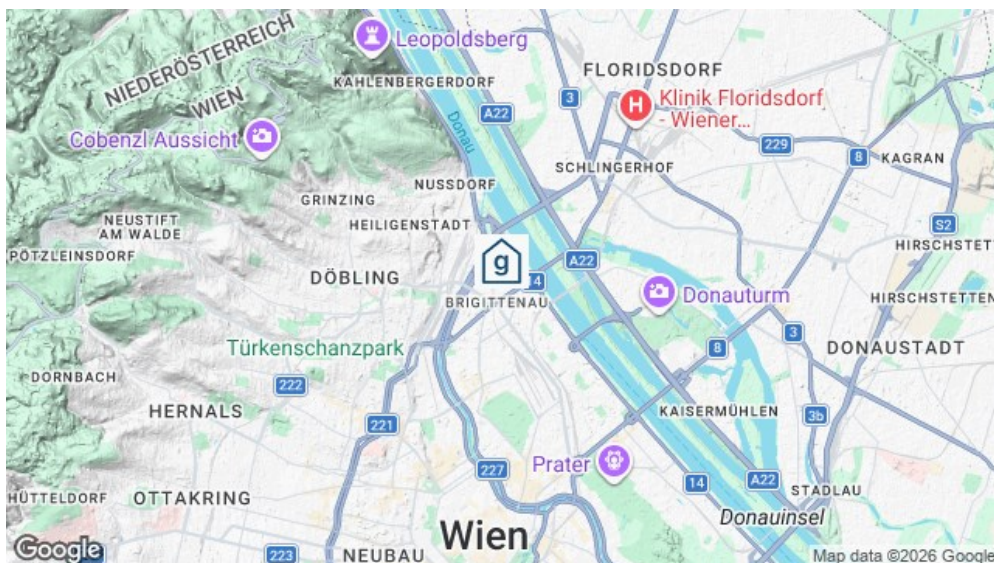 Leopoldsberg
NIEDERÖSTERREICH
WIEN
KAHLENBERGERDORF
FLORIDSDORF
3
Klinik Floridsdorf
- Wiener...
A22
Donau
Cobenzl Aussicht
229
8
KAGRAN
SCHLINGERHOF
NUSSDORF
GRINZING
NEUSTIFT
AM WALDE
HEILIGENSTADT
S2
HIRSCHSTET
PÖTZLEINSDORF
g
A22
DÖBLING
14
BRIGITTENAU
Donauturm
HIRSCHSTETTEN
3
Türkenschanzpark
8
DONAUSTADT
DORNBACH
222
HERNALS
221
KAISERMÜHLEN
3b
227
Prater
14
A22
STADLAU
HÜTTELDORF
OTTAKRING
Donauinsel
Wien
Google
223
NEUBAU
Map data ©2026 Google